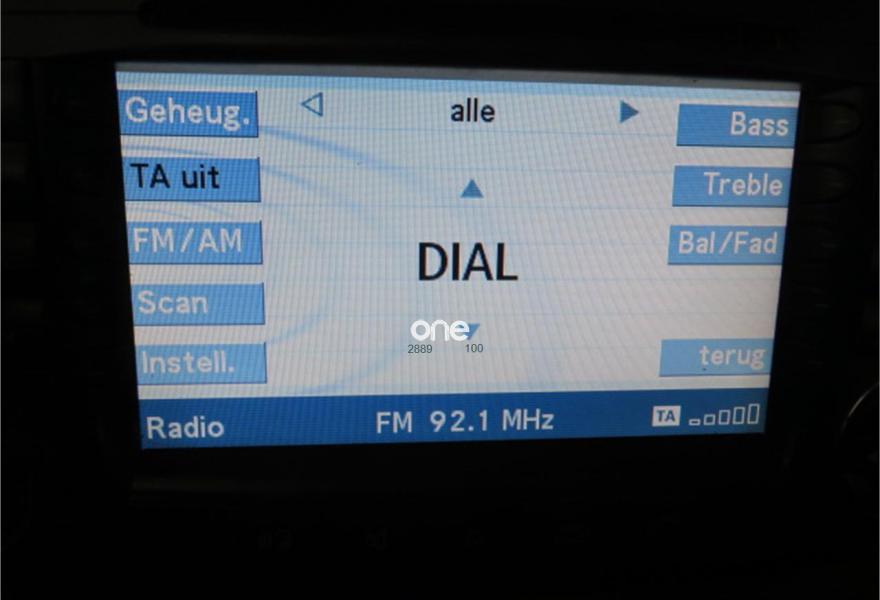 Geheug.
alle
Bass
TA uit
Treble
FM/AM
DIAL
Bal/Fad
Scan
one
2889 100
Instell.
terug
Radio
FM 92.1 MHz
TA